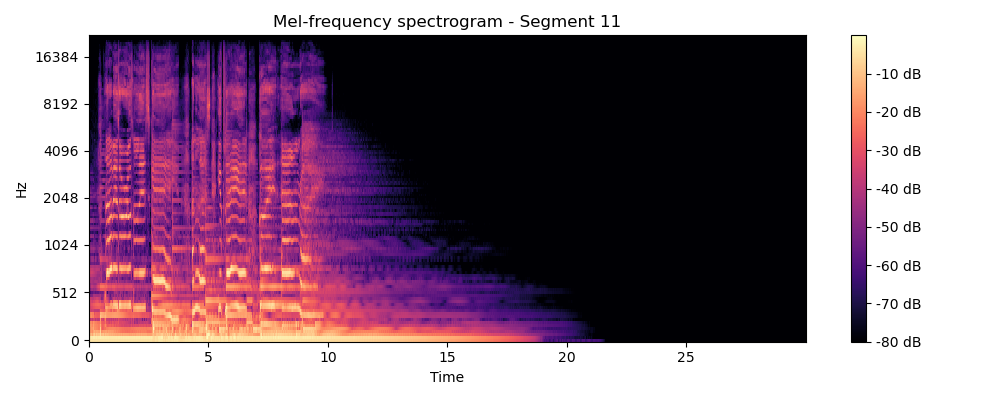 Mel-frequency spectrogram - Segment 11
16384
8192
4096
2048
1024
512
0
Hz
0 5 10 15 20 25
Time
-10 dB
-20 dB
-30 dB
-40 dB
-50 dB
-60 dB
-70 dB
-80 dB